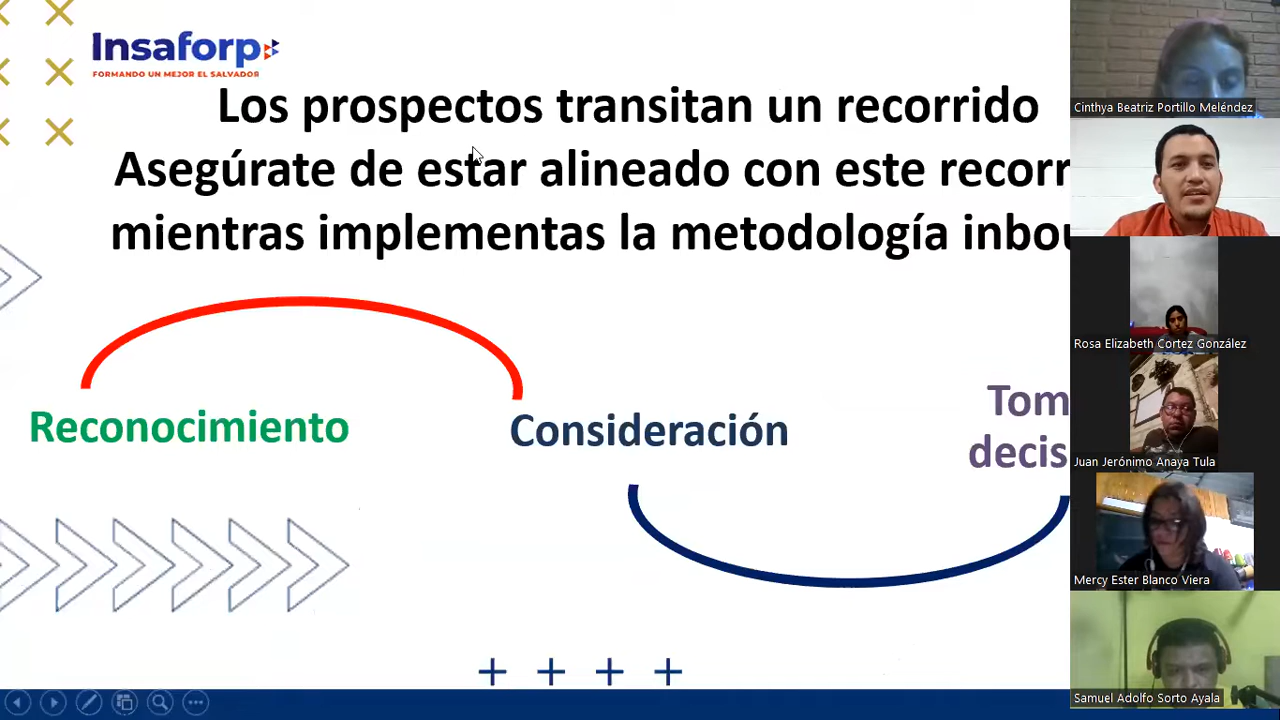 Insaforp
FORMANDO UN MEJOR EL SALVADOR
Los prospectos transitan un recorrido
Asegúrate de estar alineado con este recorr
mientras implementas la metodología inbou
Reconocimiento
Consideración
Tom
decis
Cinthya Beatriz Portillo Meléndez
Rosa Elizabeth Cortez González
Juan Jerónimo Anaya Tula
Mercy Ester Blanco Viera
Samuel Adolfo Sorto Ayala